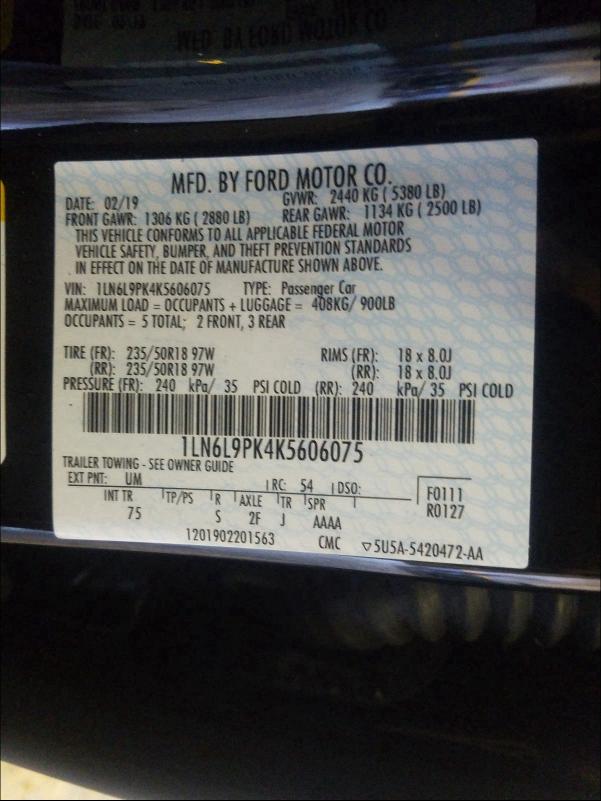 MFD. BY FORD MOTOR CO.
DATE: 02/19 GVWR: 2440 KG ( 5380 LB)
FRONT GAWR: 1306 KG ( 2880 LB) REAR GAWR: 1134 KG ( 2500 LB)
THIS VEHICLE CONFORMS TO ALL APPLICABLE FEDERAL MOTOR
VEHICLE SAFETY, BUMPER, AND THEFT PREVENTION STANDARDS
IN EFFECT ON THE DATE OF MANUFACTURE SHOWN ABOVE.
VIN: 1LN6L9PK4K5606075 TYPE: Passenger Car
MAXIMUM LOAD = OCCUPANTS + LUGGAGE = 408KG/ 900LB
OCCUPANTS = 5 TOTAL; 2 FRONT, 3 REAR
TIRE (FR): 235/50R18 97W RIMS (FR): 18 x 8.0J
(RR): 235/50R18 97W (RR): 18 x 8.0J
PRESSURE (FR): 240 kPa/ 35 PSI COLD (RR): 240 kPa/ 35 PSI COLD
1LN6L9PK4K5606075
TRAILER TOWING - SEE OWNER GUIDE
EXT PNT: UM RC: 54 DSO:
F0111
R0127
INT TR TP/PS R AXLE TR SPR
75 S 2F J AAAA
1201902201563 CMC ▽5U5A-5420472-AA